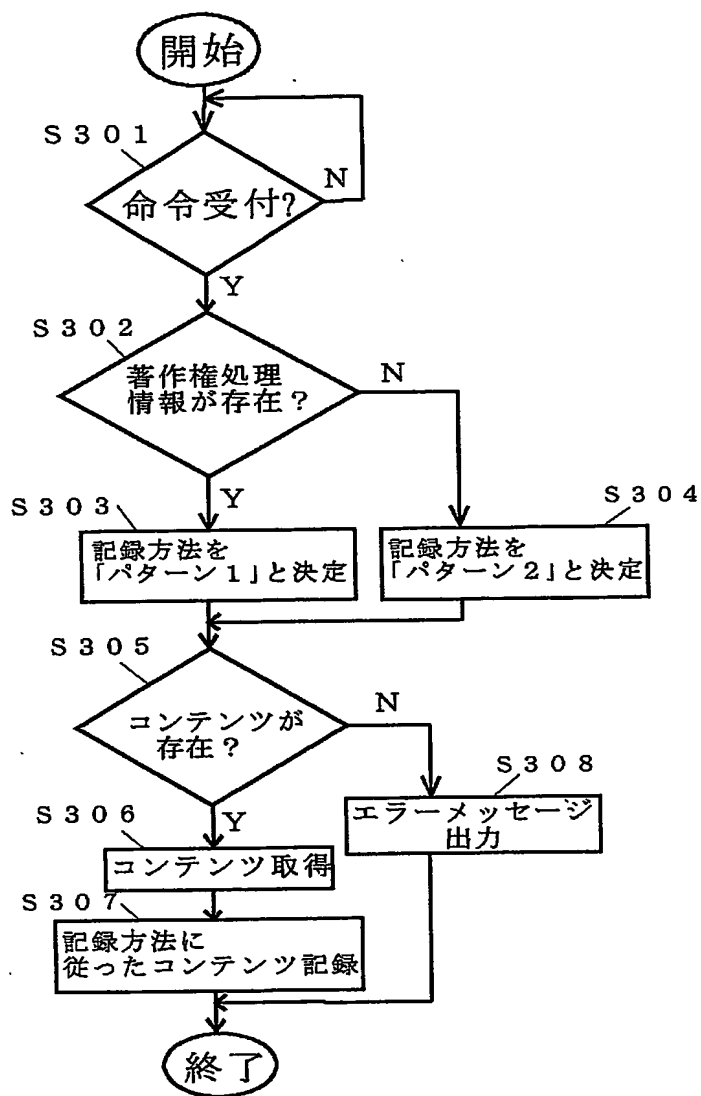 開始
S301
命令受付?
N
Y
S302
著作権処理
情報が存在?
N
Y
S303
記録方法を
「パターン1」と決定
S304
記録方法を
「パターン2」と決定
S305
コンテンツが
存在?
N
Y
S306
コンテンツ取得
S308
エラーメッセージ
出力
S307
記録方法に
従ったコンテンツ記録
終了